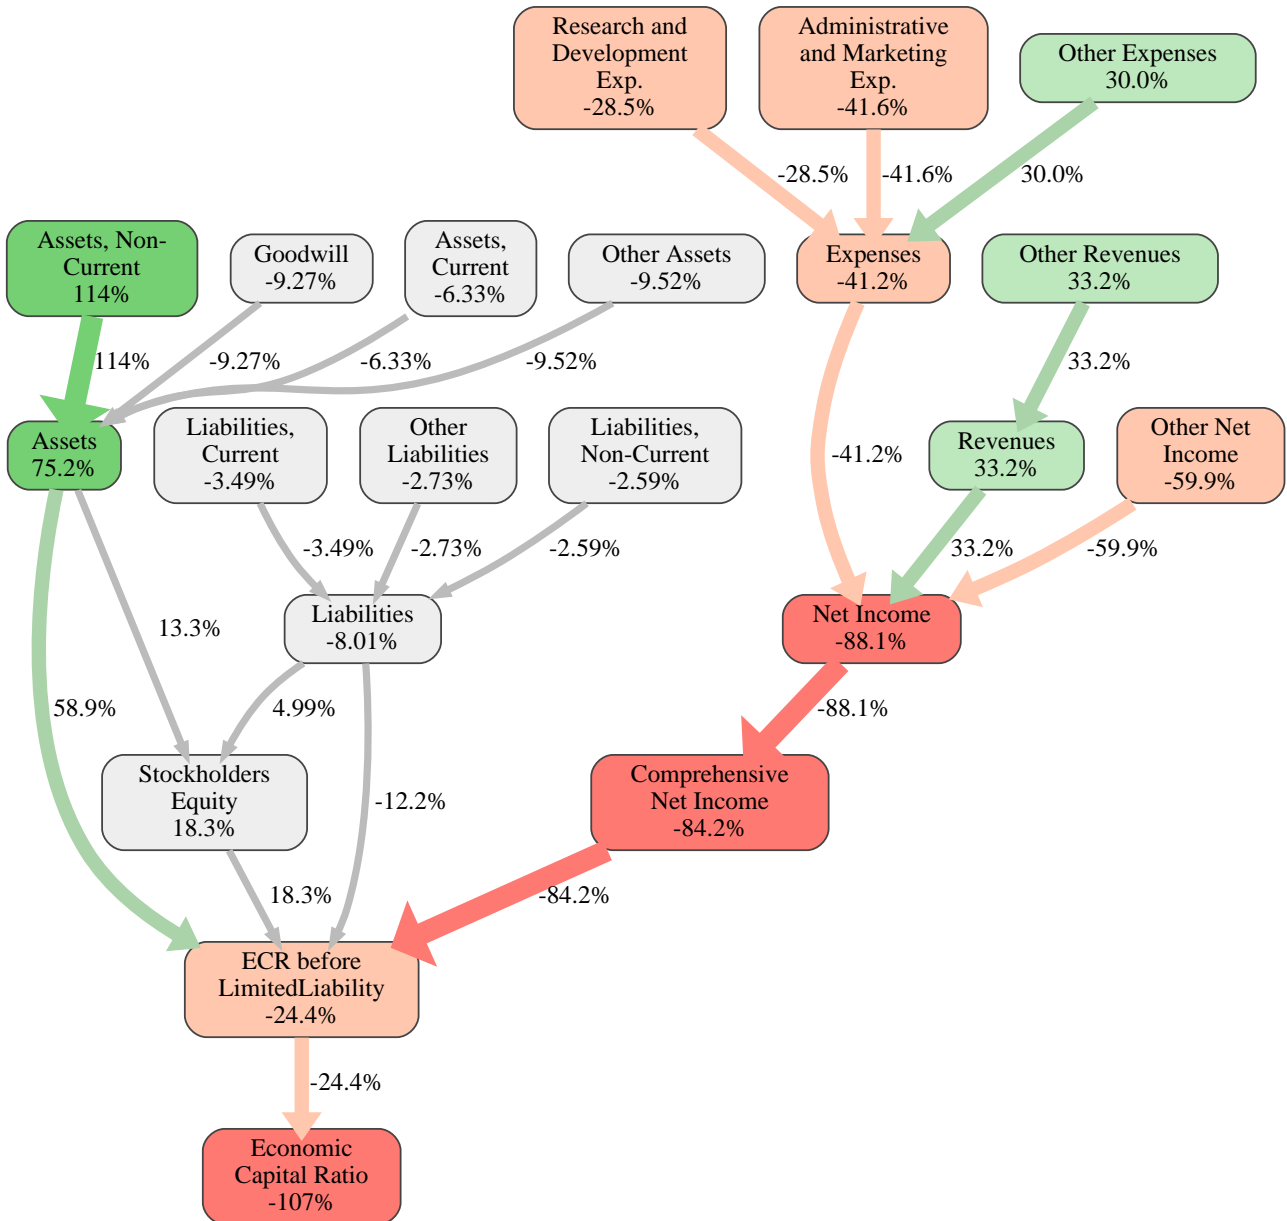 Research and
Development
Exp.
-28.5%
Administrative
and Marketing
Exp.
-41.6%
Other Expenses
30.0%
-28.5%
-41.6%
30.0%
Assets, Non-
Current
114%
Goodwill
-9.27%
Assets,
Current
-6.33%
Other Assets
-9.52%
Expenses
-41.2%
Other Revenues
33.2%
114%
-9.27%
-6.33%
-9.52%
33.2%
Assets
75.2%
Liabilities,
Current
-3.49%
Other
Liabilities
-2.73%
Liabilities,
Non-Current
-2.59%
-41.2%
Revenues
33.2%
Other Net
Income
-59.9%
-3.49%
-2.73%
-2.59%
33.2%
-59.9%
13.3%
Liabilities
-8.01%
Net Income
-88.1%
58.9%
4.99%
-88.1%
Stockholders
Equity
18.3%
-12.2%
Comprehensive
Net Income
-84.2%
18.3%
-84.2%
ECR before
LimitedLiability
-24.4%
-24.4%
Economic
Capital Ratio
-107%